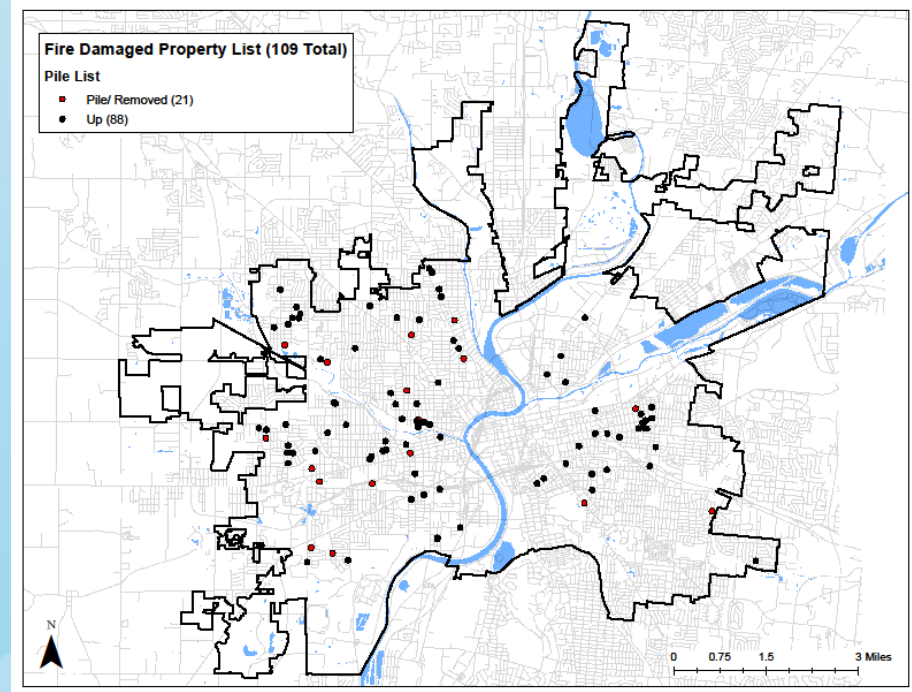 Fire Damaged Property List (109 Total)
Pile List
Pile/ Removed (21)
Up (88)
N
0 0.75 1.5 3 Miles